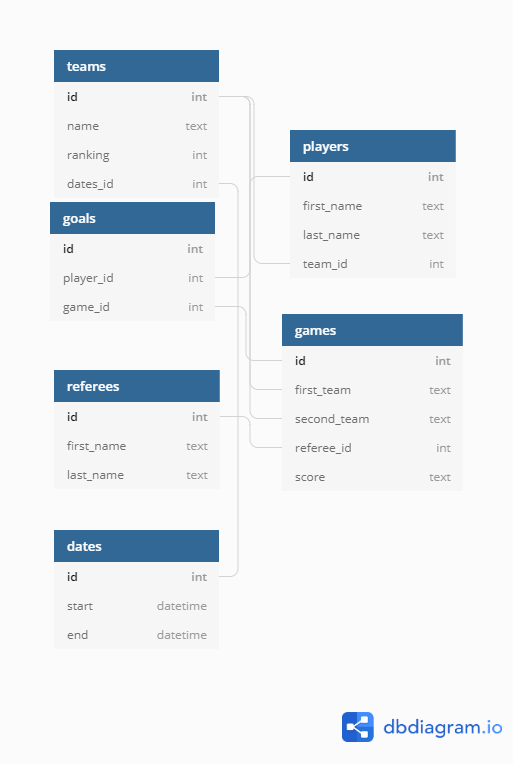 teams
id int
name text
ranking int
dates_id int
goals
id int
player_id int
game_id int
players
id int
first_name text
last_name text
team_id int
games
id int
first_team text
second_team text
referee_id int
score text
referees
id int
first_name text
last_name text
dates
id int
start datetime
end datetime
dbdiagram.io